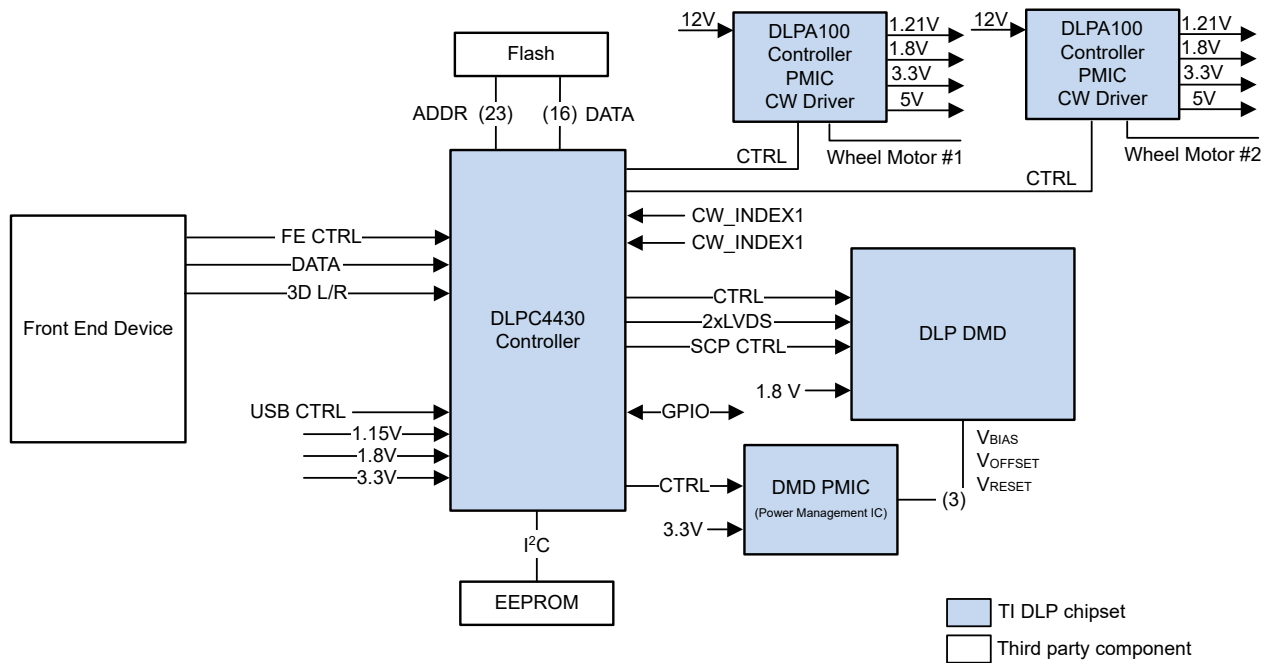 12V
DLPA100
Controller
PMIC
CW Driver
1.21V
1.8V
3.3V
5V
CTRL
Wheel Motor #1
12V
DLPA100
Controller
PMIC
CW Driver
1.21V
1.8V
3.3V
5V
CTRL
Wheel Motor #2
Flash
ADDR (23)
(16) DATA
Front End Device
FE CTRL
DATA
3D L/R
USB CTRL
1.15V
1.8V
3.3V
DLPC4430
Controller
CW_INDEX1
CW_INDEX1
CTRL
2xLVDS
SCP CTRL
1.8 V
DLP DMD
GPIO
CTRL
3.3V
DMD PMIC
(Power Management IC)
(3)
VBIAS
VOFFSET
VRESET
I²C
EEPROM
TI DLP chipset
Third party component